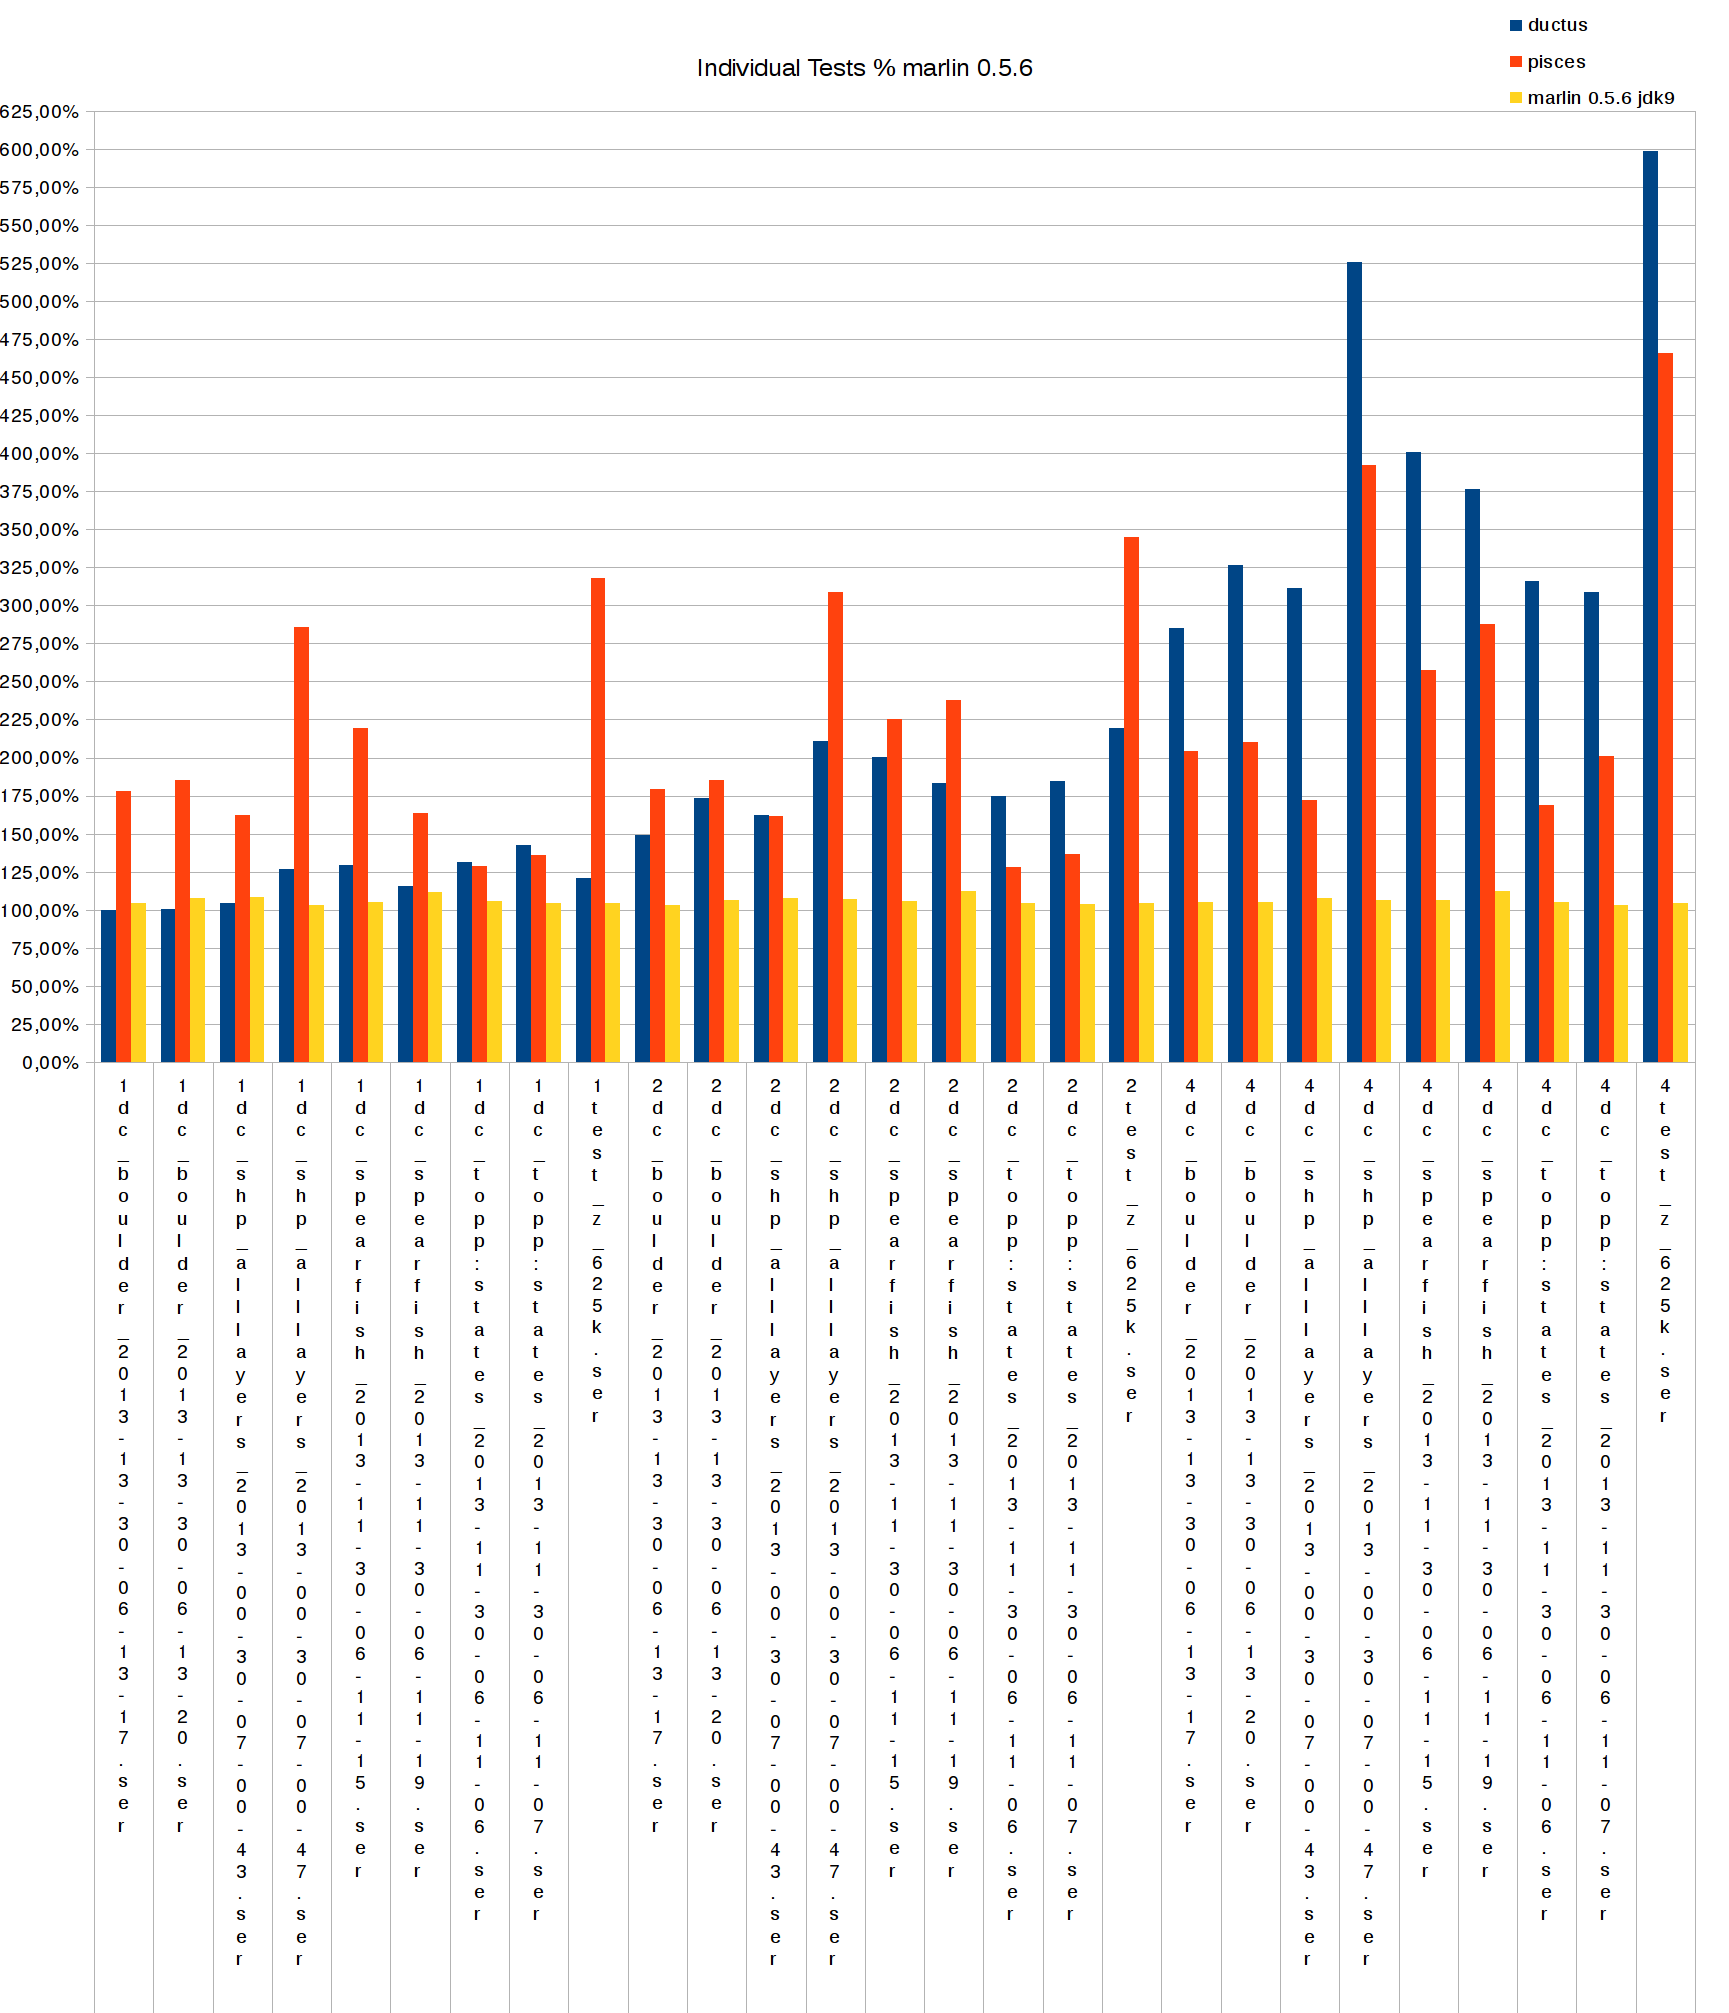 ductus
pisces
marlin 0.5.6 jdk9
Individual Tests % marlin 0.5.6
625,00%
600,00%
575,00%
550,00%
525,00%
500,00%
475,00%
450,00%
425,00%
400,00%
375,00%
350,00%
325,00%
300,00%
275,00%
250,00%
225,00%
200,00%
175,00%
150,00%
125,00%
100,00%
75,00%
50,00%
25,00%
0,00%
1dc_boulder_2013-13-30-06-13-17.ser
1dc_boulder_2013-13-30-06-13-20.ser
1dc_shp_alllayers_2013-00-30-07-00-43.ser
1dc_shp_alllayers_2013-00-30-07-00-47.ser
1dc_spearfish_2013-11-30-06-11-15.ser
1dc_spearfish_2013-11-30-06-11-19.ser
1dc_topp:states_2013-11-30-06-11-06.ser
1dc_topp:states_2013-11-30-06-11-07.ser
1test_z_625k.ser
2dc_boulder_2013-13-30-06-13-17.ser
2dc_boulder_2013-13-30-06-13-20.ser
2dc_shp_alllayers_2013-00-30-07-00-43.ser
2dc_shp_alllayers_2013-00-30-07-00-47.ser
2dc_spearfish_2013-11-30-06-11-15.ser
2dc_spearfish_2013-11-30-06-11-19.ser
2dc_topp:states_2013-11-30-06-11-06.ser
2dc_topp:states_2013-11-30-06-11-07.ser
2test_z_625k.ser
4dc_boulder_2013-13-30-06-13-17.ser
4dc_boulder_2013-13-30-06-13-20.ser
4dc_shp_alllayers_2013-00-30-07-00-43.ser
4dc_shp_alllayers_2013-00-30-07-00-47.ser
4dc_spearfish_2013-11-30-06-11-15.ser
4dc_spearfish_2013-11-30-06-11-19.ser
4dc_topp:states_2013-11-30-06-11-06.ser
4dc_topp:states_2013-11-30-06-11-07.ser
4test_z_625k.ser